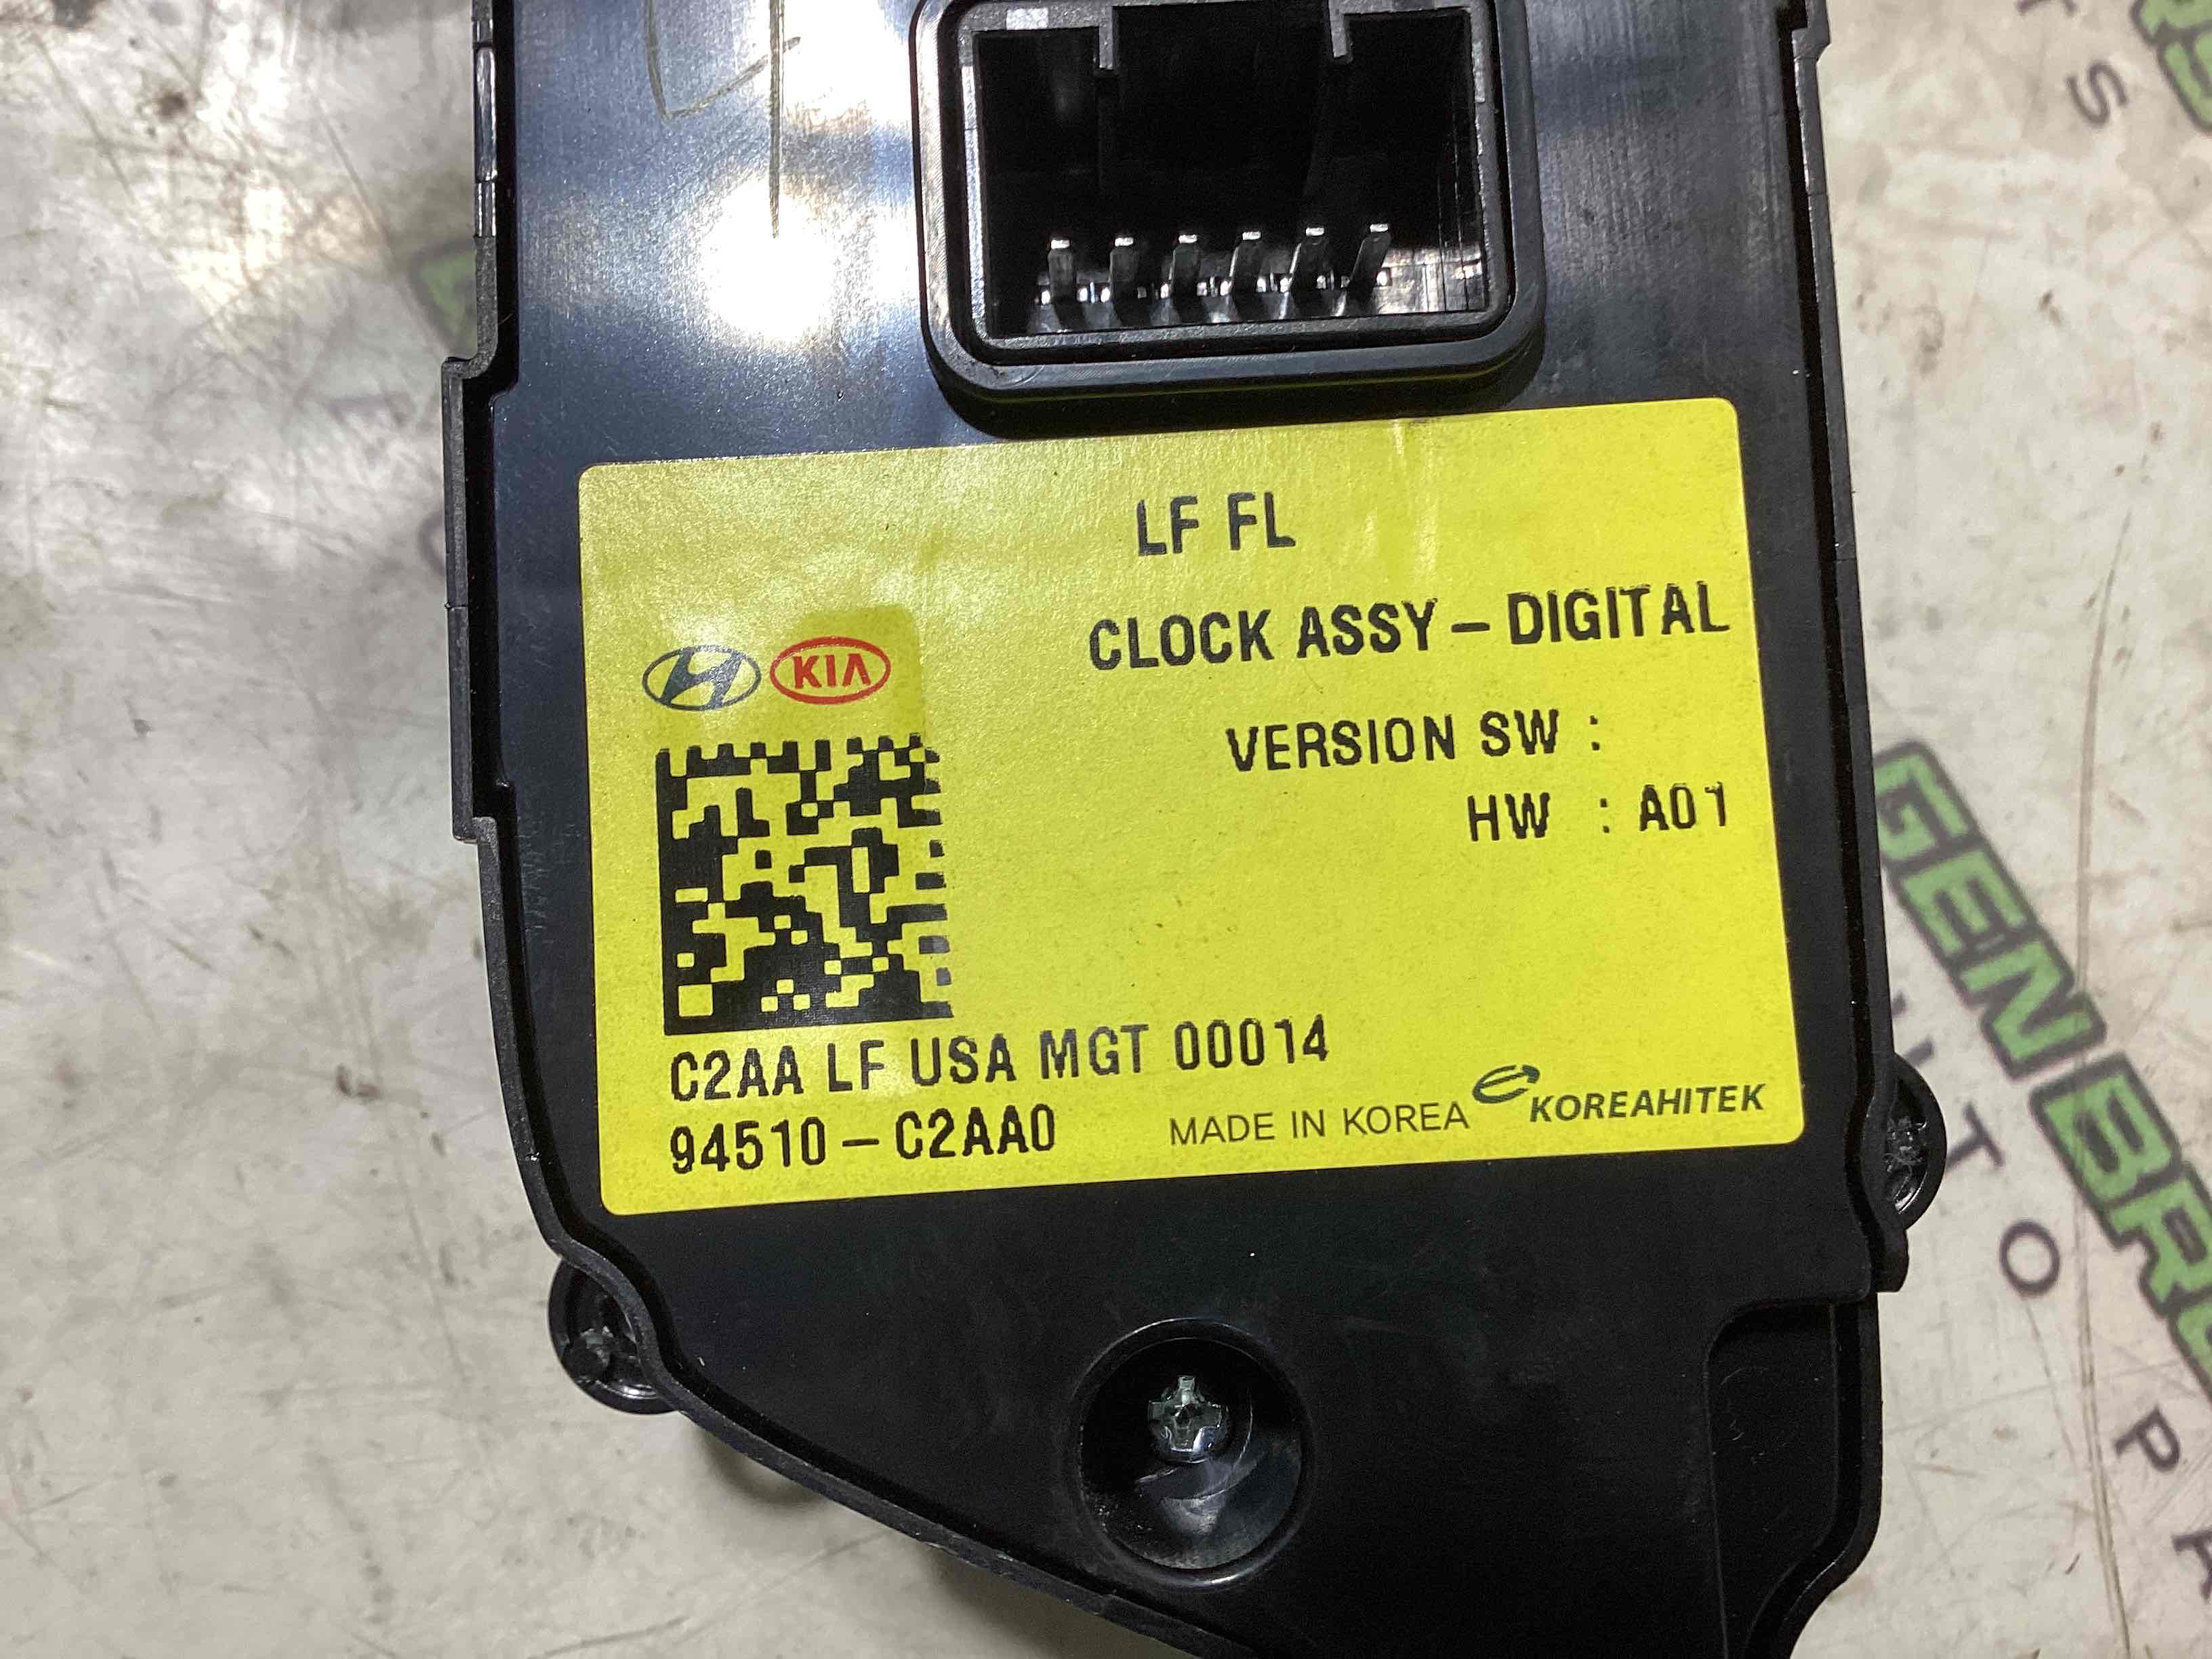 LF FL
CLOCK ASSY – DIGITAL
KIA
VERSION SW :
HW : A01
C2AA LF USA MGT 00014
94510 – C2AA0
MADE IN KOREA
KOREAHITEK